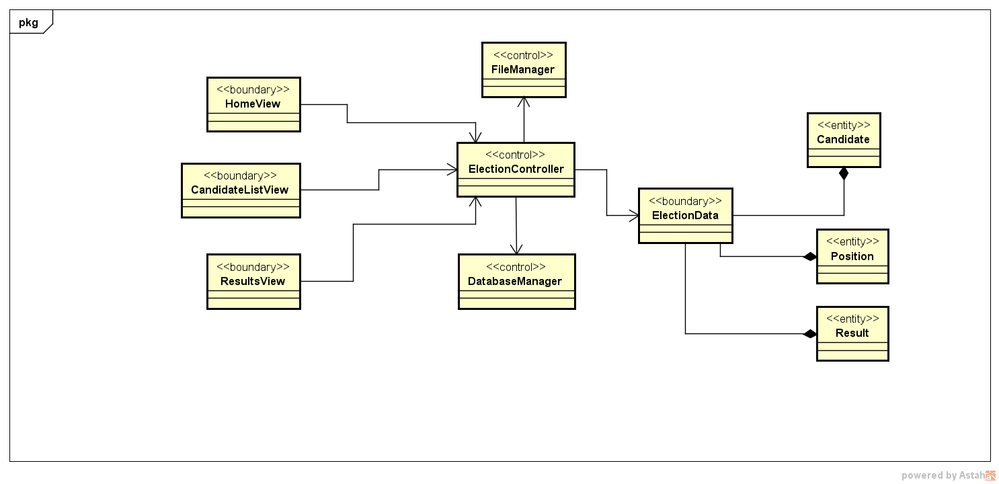 pkg
<<control>>
FileManager
<<boundary>>
HomeView
<<entity>>
Candidate
<<control>>
ElectionController
<<boundary>>
CandidateListView
<<boundary>>
ElectionData
<<entity>>
Position
<<boundary>>
ResultsView
<<control>>
DatabaseManager
<<entity>>
Result
powered by Astah